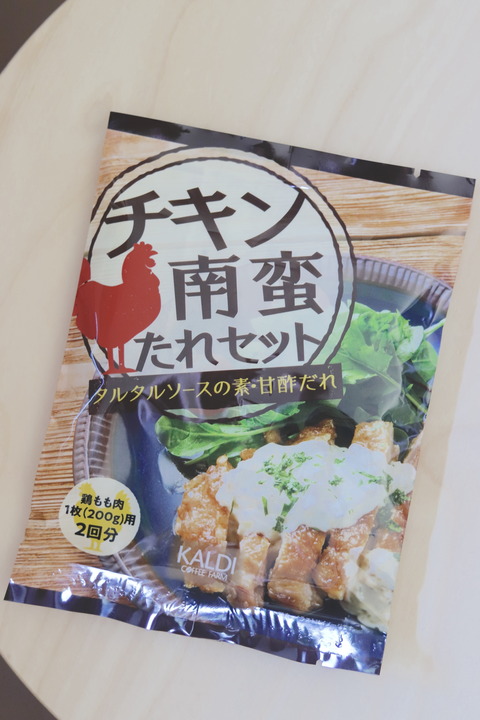 チキン
南蛮
たれセット
タルタルソースの素・甘酢だれ
鶏もも肉
1枚(200g)用
2回分
KALDI
COFFEE FARM